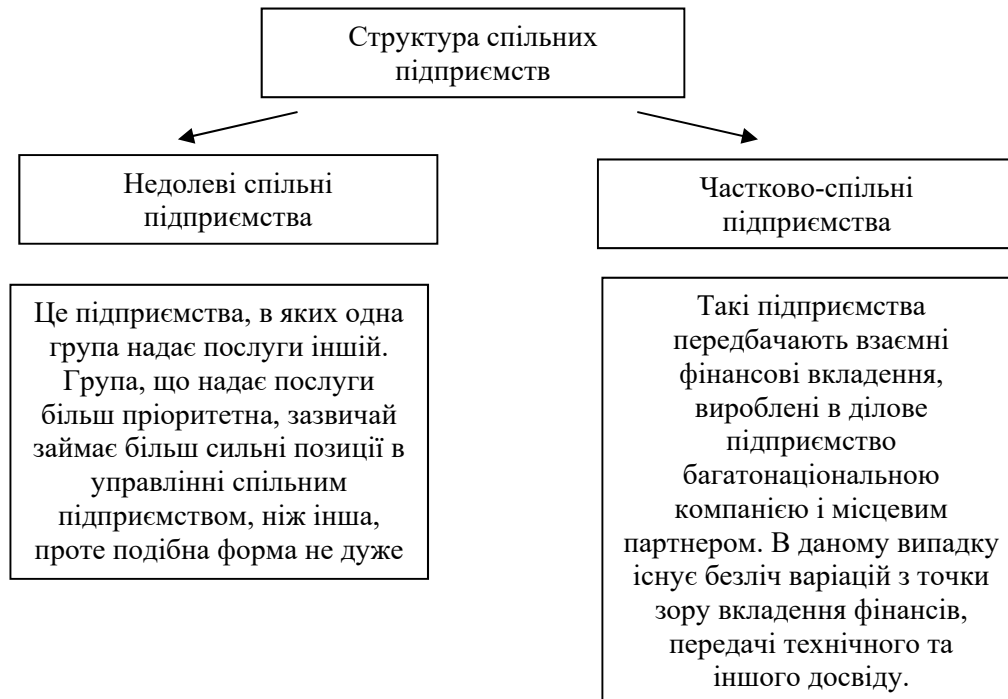 Структура спільних
підприємств
Недолеві спільні
підприємства
Частково-спільні
підприємства
Це підприємства, в яких одна
група надає послуги іншій.
Група, що надає послуги
більш пріоритетна, зазвичай
займає більш сильні позиції в
управлінні спільним
підприємством, ніж інша,
проте подібна форма не дуже
Такі підприємства
передбачають взаємні
фінансові вкладення,
вироблені в ділове
підприємство
багатонаціональною
компанією і місцевим
партнером. В даному випадку
існує безліч варіацій з точки
зору вкладення фінансів,
передачі технічного та
іншого досвіду.